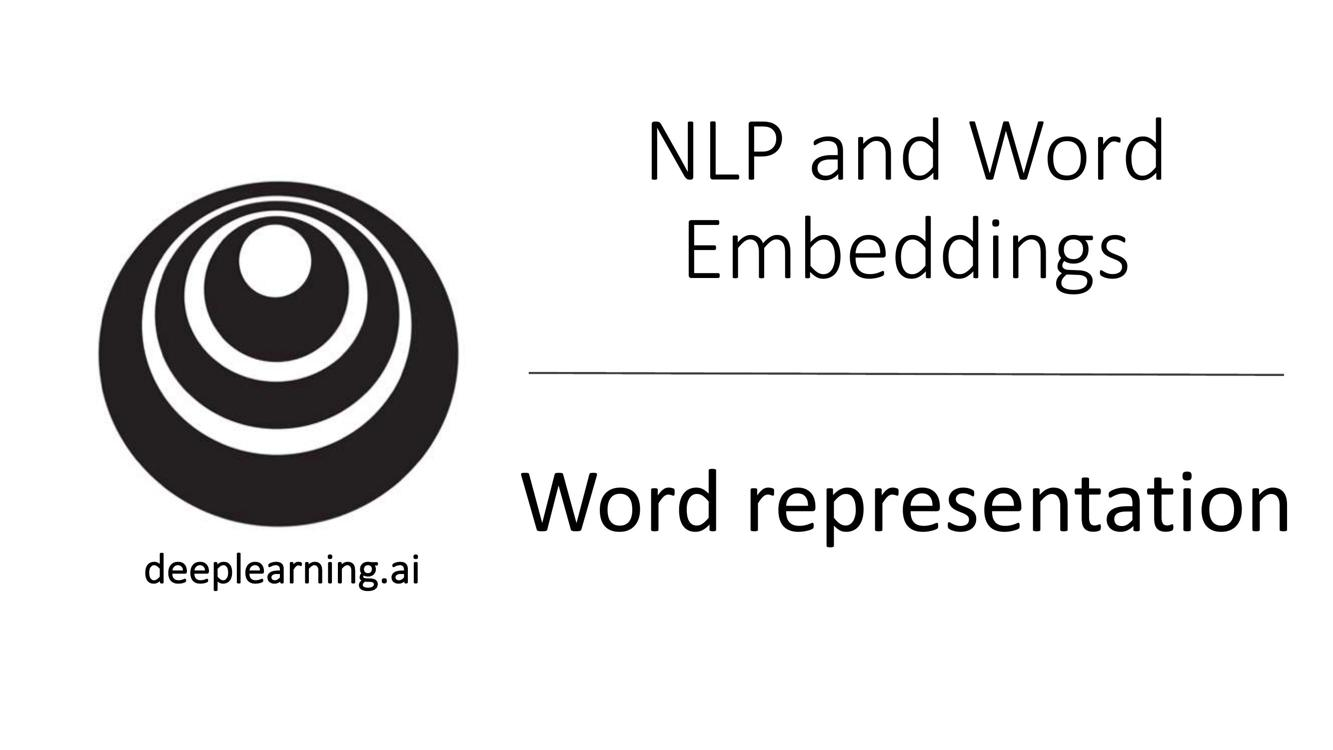 NLP and Word
Embeddings
Word representation
deeplearning.ai